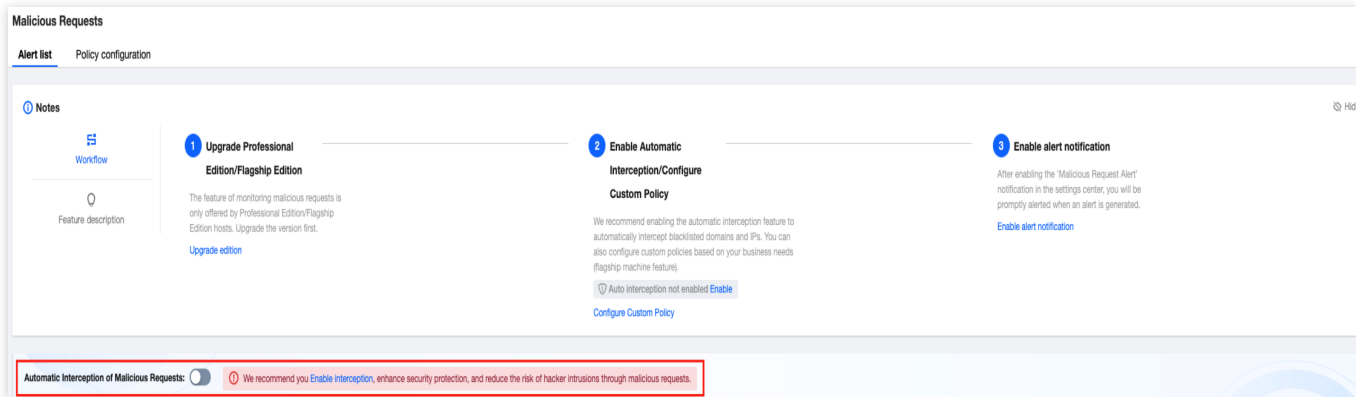 Malicious Requests
Alert list
Policy configuration
Notes
Hid
Workflow
Feature description
1
Upgrade Professional
Edition/Flagship Edition
The feature of monitoring malicious requests is
only offered by Professional Edition/Flagship
Edition hosts. Upgrade the version first.
Upgrade edition
2
Enable Automatic
Interception/Configure
Custom Policy
We recommend enabling the automatic interception feature to
automatically intercept blacklisted domains and IPs. You can
also configure custom policies based on your business needs
(flagship machine feature).
Auto interception not enabled Enable
Configure Custom Policy
3
Enable alert notification
After enabling the 'Malicious Request Alert'
notification in the settings center, you will be
promptly alerted when an alert is generated.
Enable alert notification
Automatic Interception of Malicious Requests:
We recommend you Enable interception, enhance security protection, and reduce the risk of hacker intrusions through malicious requests.